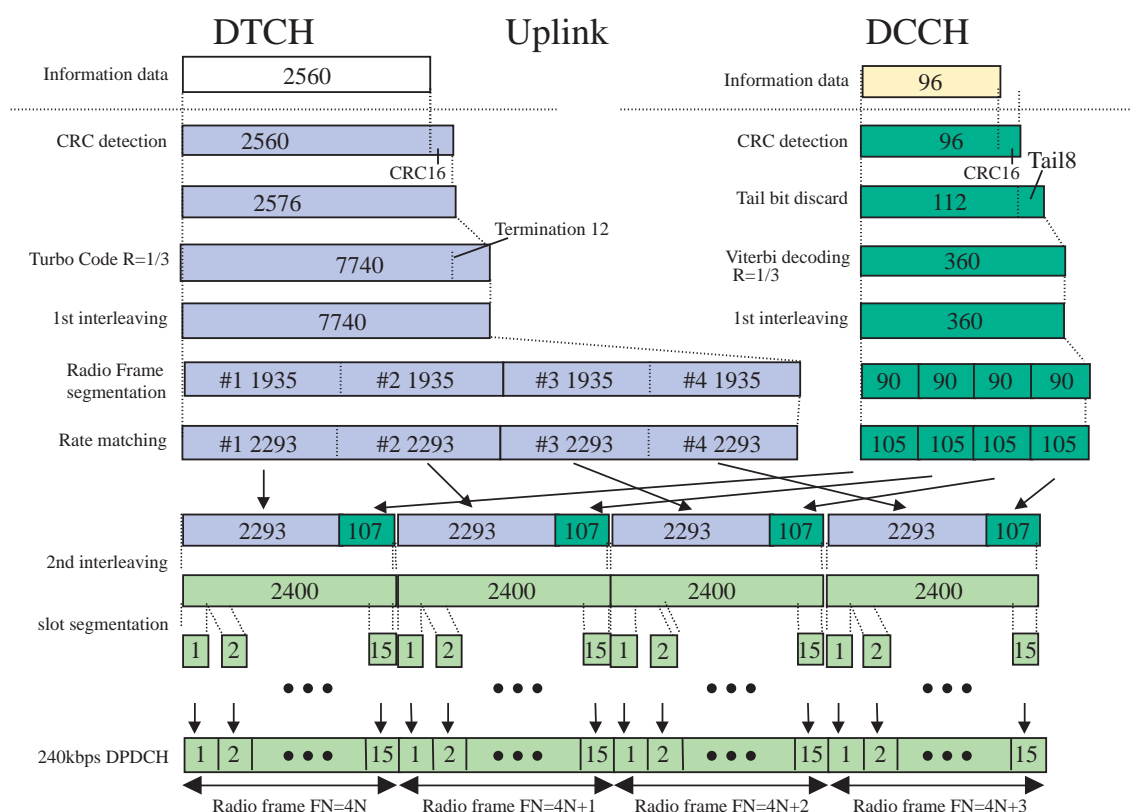 DTCH Uplink DCCH
Information data 2560 Information data 96
CRC detection 2560 CRC detection 96
CRC16 CRC16 Tail8
2576 Tail bit discard 112
Termination 12
Turbo Code R=1/3 7740 Viterbi decoding 360
R=1/3
1st interleaving 7740 1st interleaving 360
Radio Frame #1 1935 #2 1935 #3 1935 #4 1935 90 90 90 90
segmentation
Rate matching #1 2293 #2 2293 #3 2293 #4 2293 105 105 105 105
2293 107 2293 107 2293 107 2293 107
2nd interleaving
2400 2400 2400 2400
slot segmentation
1 2 15 1 2 15 1 2 15 1 2 15
••• ••• ••• •••
240kbps DPDCH 1 2 ••• 15 1 2 ••• 15 1 2 ••• 15 1 2 ••• 15
Radio frame FN=4N Radio frame FN=4N+1 Radio frame FN=4N+2 Radio frame FN=4N+3